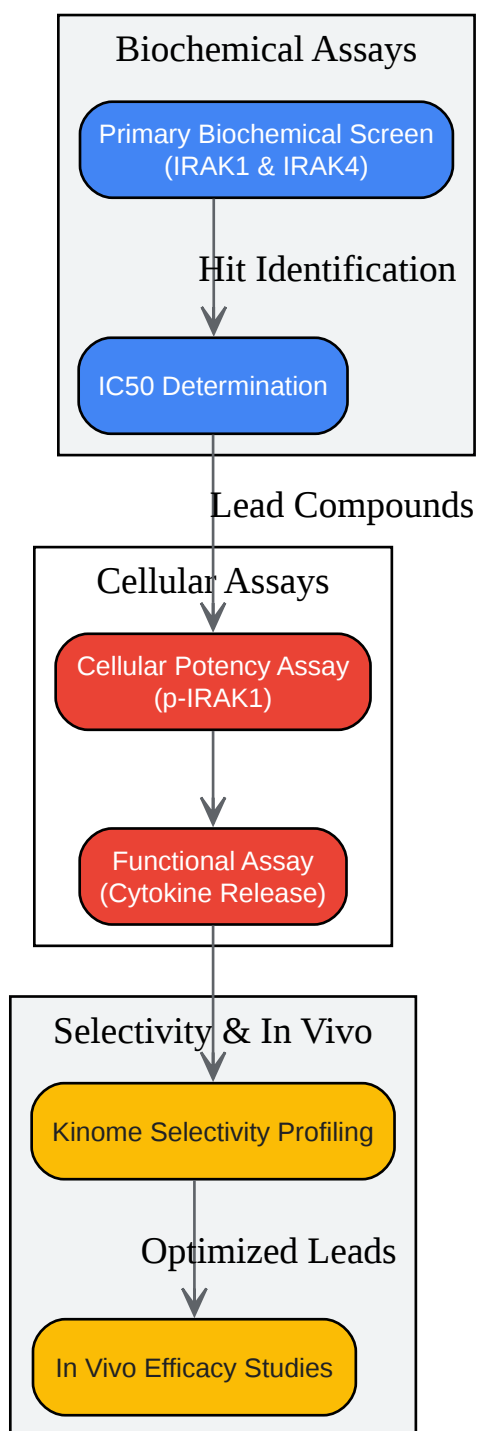 Biochemical Assays
Primary Biochemical Screen
(IRAK1 & IRAK4)
Hit Identification
IC50 Determination
Lead Compounds
Cellular Assays
Cellular Potency Assay
(p-IRAK1)
Functional Assay
(Cytokine Release)
Selectivity & In Vivo
Kinome Selectivity Profiling
Optimized Leads
In Vivo Efficacy Studies